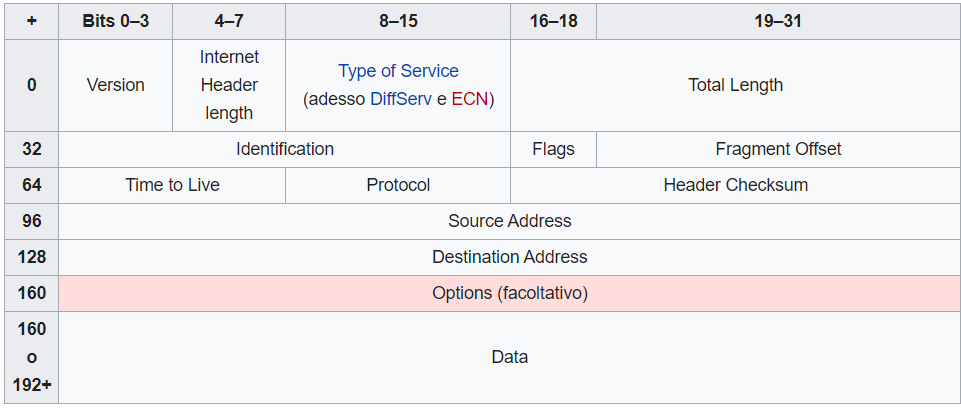 + Bits 0–3 4–7 8–15 16–18 19–31
0 Version Internet Header length Type of Service (adesso DiffServ e ECN) Total Length
32 Identification Flags Fragment Offset
64 Time to Live Protocol Header Checksum
96 Source Address
128 Destination Address
160 Options (facoltativo)
160 o 192+ Data